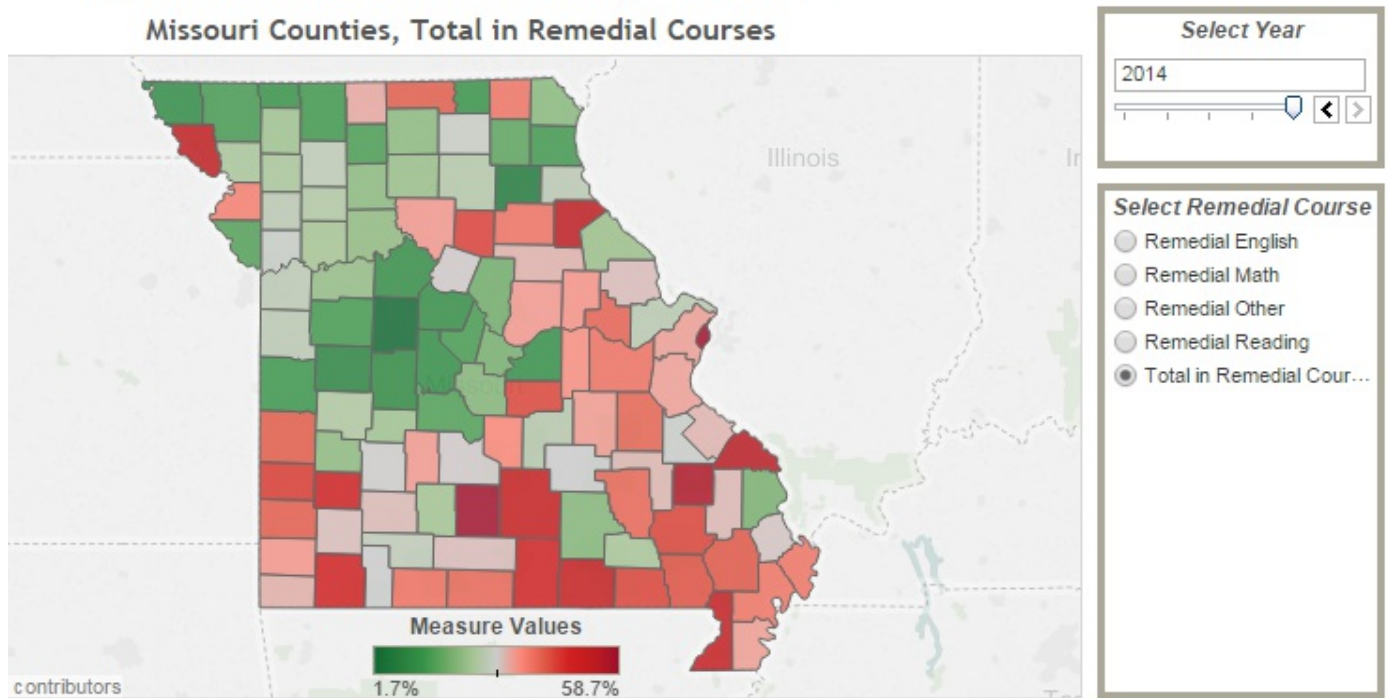 Missouri Counties, Total in Remedial Courses
Illinois
Missouri
Measure Values
1.7%
58.7%
contributors
Select Year
2014
Select Remedial Course
Remedial English
Remedial Math
Remedial Other
Remedial Reading
Total in Remedial Cour...